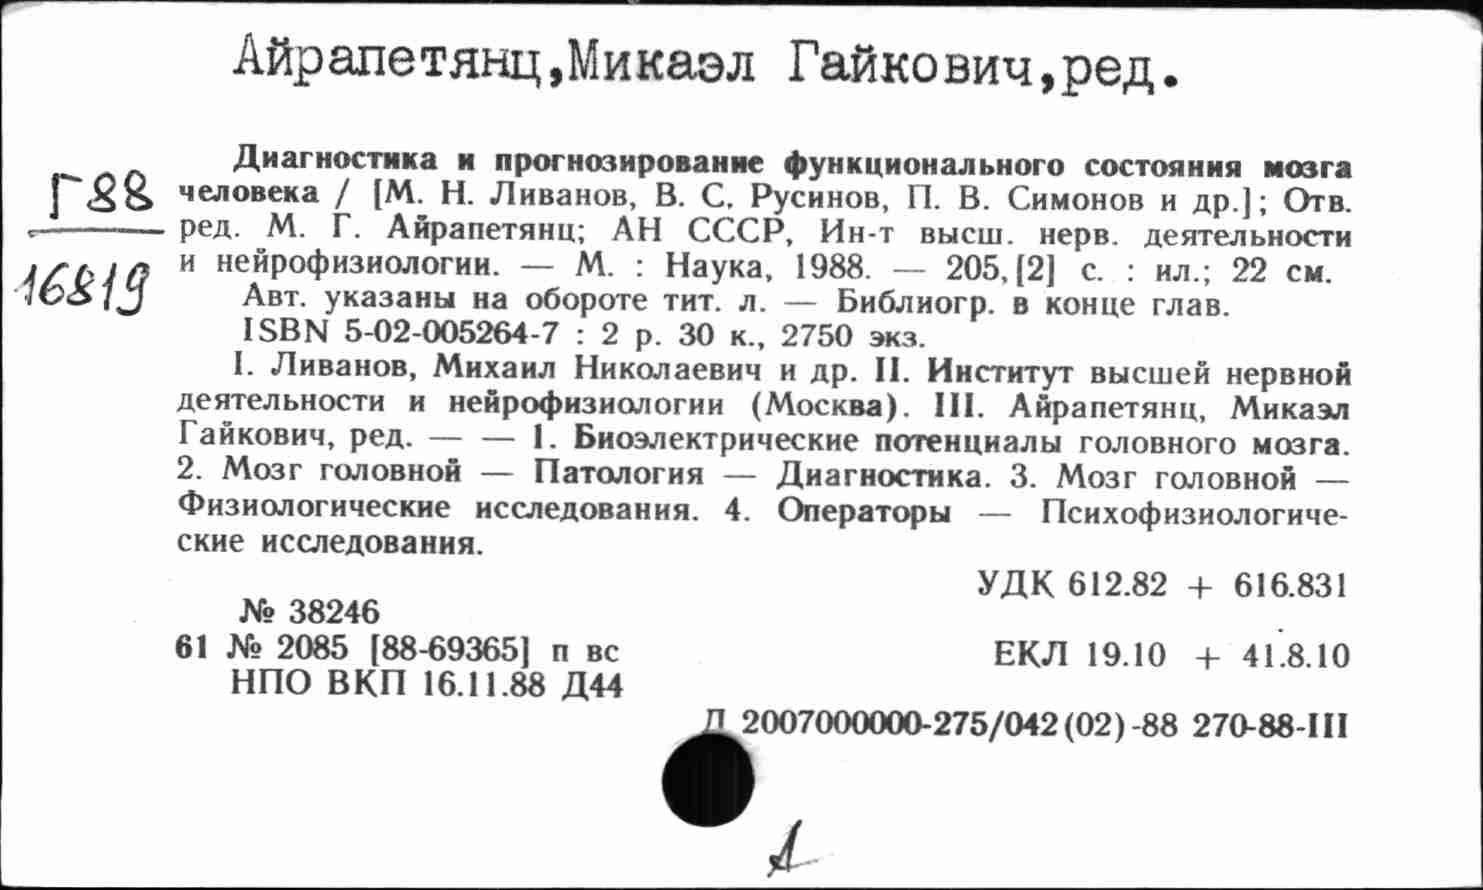 Айрапетянц,Микаэл Гайкович,ред.
Диагностика и прогнозирование функционального состояния мозга
Г88 человека / [М. Н. Ливанов, В. С. Русинов, П. В. Симонов и др.]; Отв.
ред. М. Г. Айрапетянц; АН СССР, Ин-т высш. нерв. деятельности
16819 и нейрофизиологии. — М. : Наука, 1988. — 205,[2] с. : ил.; 22 см.
Авт. указаны на обороте тит. л. — Библиогр. в конце глав.
ISBN 5-02-005264-7 : 2 р. 30 к., 2750 экз.
I. Ливанов, Михаил Николаевич и др. II. Институт высшей нервной
деятельности и нейрофизиологии (Москва). III. Айрапетянц, Микаэл
Гайкович, ред. — — 1. Биоэлектрические потенциалы головного мозга.
2. Мозг головной — Патология — Диагностика. 3. Мозг головной —
Физиологические исследования. 4. Операторы — Психофизиологиче-
ские исследования.
УДК 612.82 + 616.831
№ 38246
61 № 2085 [88-69365] п вс
ЕКЛ 19.10 + 41.8.10
НПО ВКП 16.11.88 Д44
Д 2007000000-275/042(02)-88 270-88-III
А